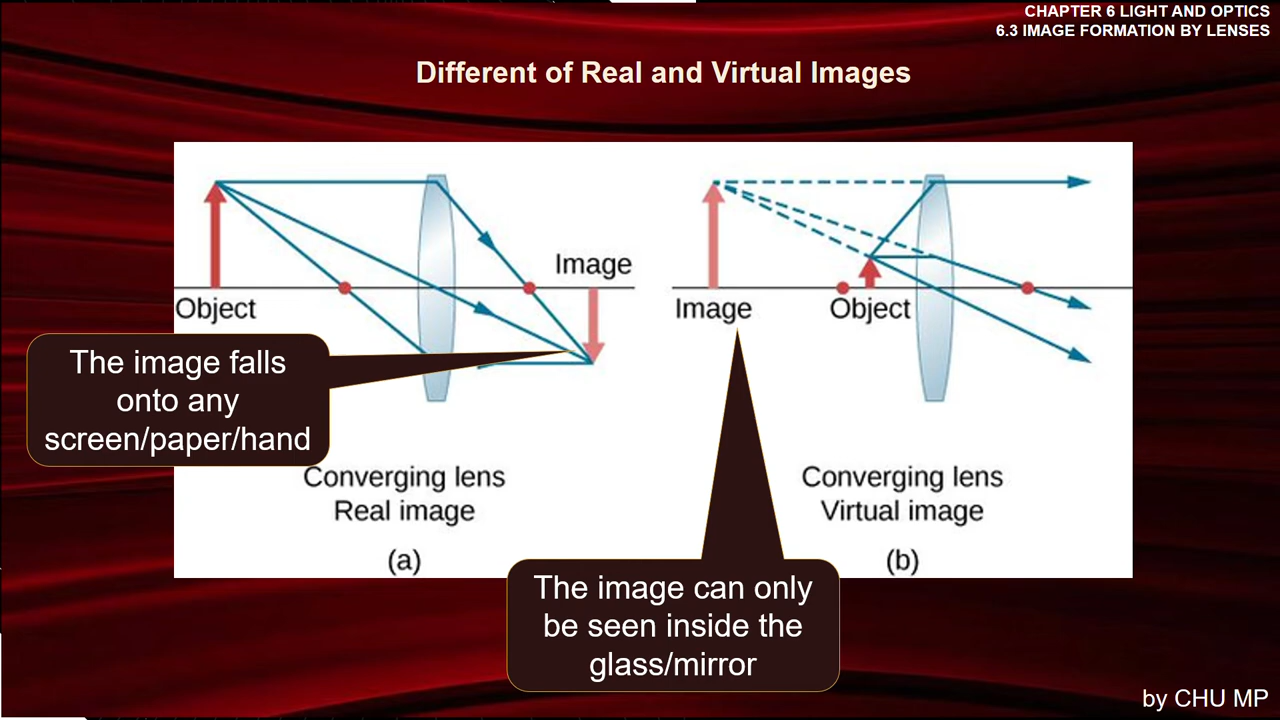 CHAPTER 6 LIGHT AND OPTICS
6.3 IMAGE FORMATION BY LENSES
Different of Real and Virtual Images
Image
Object
Image
Object
The image falls
onto any
screen/paper/hand
Converging lens
Real image
(a)
Converging lens
Virtual image
(b)
The image can only
be seen inside the
glass/mirror
by CHU MP